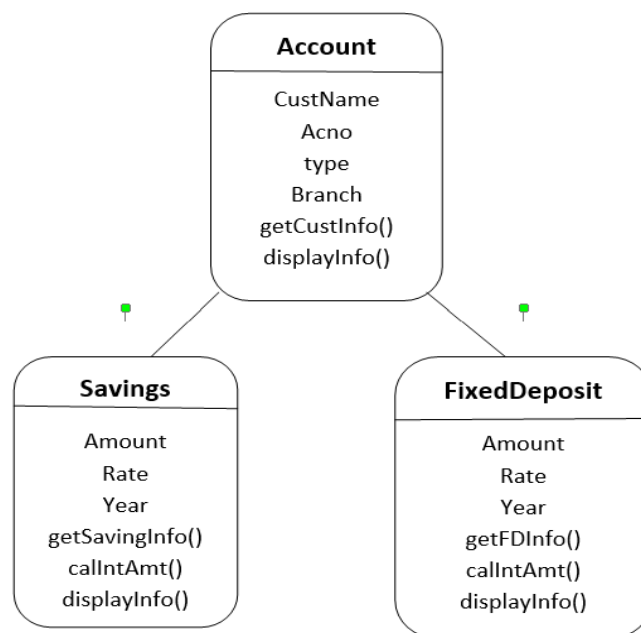 Account
CustName
Acno
type
Branch
getCustInfo()
displayInfo()
Savings
Amount
Rate
Year
getSavingInfo()
callntAmt()
displayInfo()
FixedDeposit
Amount
Rate
Year
getFDInfo()
callntAmt()
displayInfo()